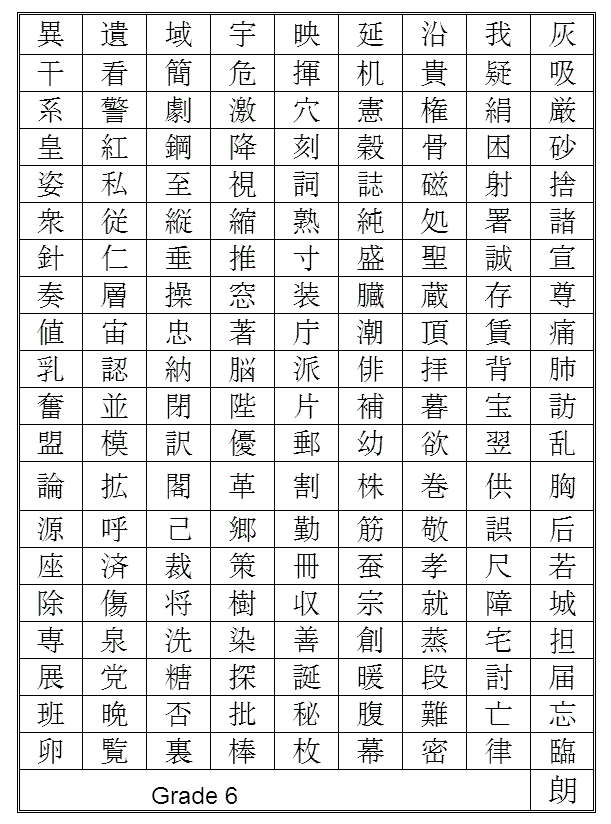 異 遺 域 宇 映 延 沿 我 灰
干 看 簡 危 揮 机 貴 疑 吸
系 警 劇 激 穴 憲 権 絹 厳
皇 紅 鋼 降 刻 穀 骨 困 砂
姿 私 至 視 詞 誌 磁 射 捨
衆 従 縦 縮 熟 純 処 署 諸
針 仁 垂 推 寸 盛 聖 誠 宣
奏 層 操 窓 装 臓 蔵 存 尊
値 宙 忠 著 庁 潮 頂 賃 痛
乳 認 納 脳 派 俳 拝 背 肺
奮 並 閉 陛 片 補 暮 宝 訪
盟 模 訳 優 郵 幼 欲 翌 乱
論 拡 閣 革 割 株 巻 供 胸
源 呼 己 郷 勤 筋 敬 誤 后
座 済 裁 策 冊 蚕 孝 尺 若
除 傷 将 樹 収 宗 就 障 城
専 泉 洗 染 善 創 蒸 宅 担
展 党 糖 探 誕 暖 段 討 届
班 晩 否 批 秘 腹 難 亡 忘
卵 覧 裏 棒 枚 幕 密 律 臨
Grade 6 朗